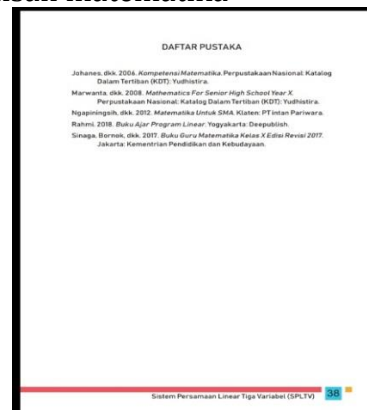 DAFTAR PUSTAKA
Johanes, dkk. 2006. Kompetensi Matematika. Perpustakaan Nasional: Katalog
Dalam Tertiban (KDT): Yudhistira.
Marwanta, dkk. 2008. Mathematics For Senior High School Year X.
Perpustakaan Nasional: Katalog Dalam Tertiban (KDT): Yudhistira.
Ngapiningsih, dkk. 2012. Matematika Untuk SMA. Klaten: PT intan Pariwara.
Rahmi. 2018. Buku Ajar Program Linear. Yogyakarta: Deepublish.
Sinaga, Bornok, dkk. 2017. Buku Guru Matematika Kelas X Edisi Revisi 2017.
Jakarta: Kementrian Pendidikan dan Kebudayaan.
Sistem Persamaan Linear Tiga Variabel (SPLTV) 38